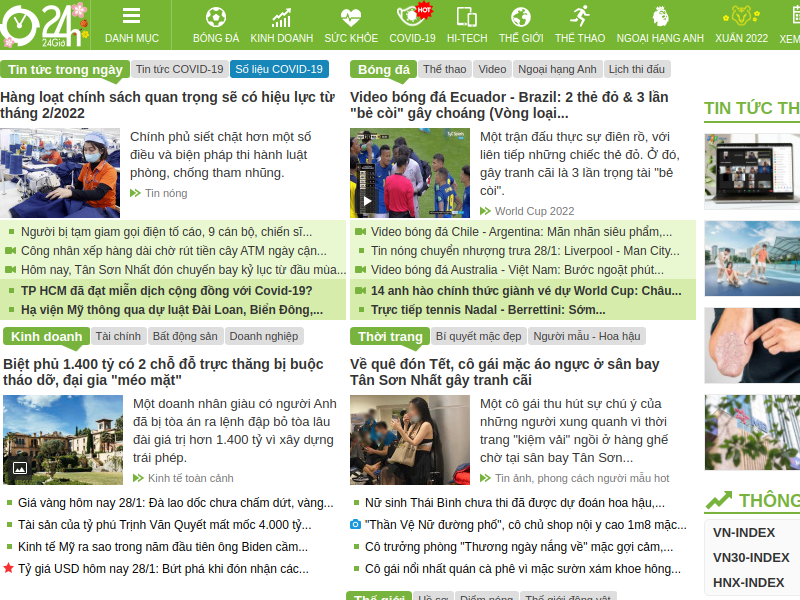 24h
24Giờ
DANH MỤC
BÓNG ĐÁ
KINH DOANH
SỨC KHỎE
COVID-19
HOT
HI-TECH
THẾ GIỚI
THỂ THAO
NGOẠI HẠNG ANH
XUÂN 2022
XEM
Tin tức trong ngày
Tin tức COVID-19
Số liệu COVID-19
Hàng loạt chính sách quan trọng sẽ có hiệu lực từ
tháng 2/2022
Chính phủ siết chặt hơn một số
điều và biện pháp thi hành luật
phòng, chống tham nhũng.
Tin nóng
Người bị tạm giam gọi điện tố cáo, 9 cán bộ, chiến sĩ...
Công nhân xếp hàng dài chờ rút tiền cây ATM ngày cận...
Hôm nay, Tân Sơn Nhất đón chuyến bay kỷ lục từ đầu mùa...
TP HCM đã đạt miễn dịch cộng đồng với Covid-19?
Hạ viện Mỹ thông qua dự luật Đài Loan, Biển Đông,...
Bóng đá
Thể thao
Video
Ngoại hạng Anh
Lịch thi đấu
Video bóng đá Ecuador - Brazil: 2 thẻ đỏ & 3 lần
"bẻ còi" gây choáng (Vòng loại...
Một trận đấu thực sự điên rồ, với
liên tiếp những chiếc thẻ đỏ. Ở đó,
gây tranh cãi là 3 lần trọng tài "bẻ
còi".
World Cup 2022
Video bóng đá Chile - Argentina: Mãn nhãn siêu phẩm,...
Tin nóng chuyển nhượng trưa 28/1: Liverpool - Man City...
Video bóng đá Australia - Việt Nam: Bước ngoặt phút...
14 anh hào chính thức giành vé dự World Cup: Châu...
Trực tiếp tennis Nadal - Berrettini: Sớm...
TIN TỨC TH
Kinh doanh
Tài chính
Bất động sản
Doanh nghiệp
Biệt phủ 1.400 tỷ có 2 chỗ đỗ trực thăng bị buộc
tháo dỡ, đại gia "méo mặt"
Một doanh nhân giàu có người Anh
đã bị tòa án ra lệnh đập bỏ tòa lâu
đài giá trị hơn 1.400 tỷ vì xây dựng
trái phép.
Kinh tế toàn cảnh
Giá vàng hôm nay 28/1: Đà lao dốc chưa chấm dứt, vàng...
Tài sản của tỷ phú Trịnh Văn Quyết mất mốc 4.000 tỷ...
Kinh tế Mỹ ra sao trong năm đầu tiên ông Biden cầm...
Tỷ giá USD hôm nay 28/1: Bứt phá khi đón nhận các...
Thời trang
Bí quyết mặc đẹp
Người mẫu - Hoa hậu
Về quê đón Tết, cô gái mặc áo ngực ở sân bay
Tân Sơn Nhất gây tranh cãi
Một cô gái thu hút sự chú ý của
những người xung quanh vì thời
trang "kiệm vải" ngồi ở hàng ghế
chờ tại sân bay Tân Sơn...
Tin ảnh, phong cách người mẫu hot
Nữ sinh Thái Bình chưa thi đã được dự đoán hoa hậu,...
"Thần Vệ Nữ đường phố", cô chủ shop nội y cao 1m8 mặc...
Cô trưởng phòng "Thương ngày nắng về" mặc gợi cảm,...
Cô gái nổi nhất quán cà phê vì mặc sườn xám khoe hông...
THÔNG
VN-INDEX
VN30-INDEX
HNX-INDEX
Thế giới
Hồ sơ
Điểm nóng
Thế giới động vật